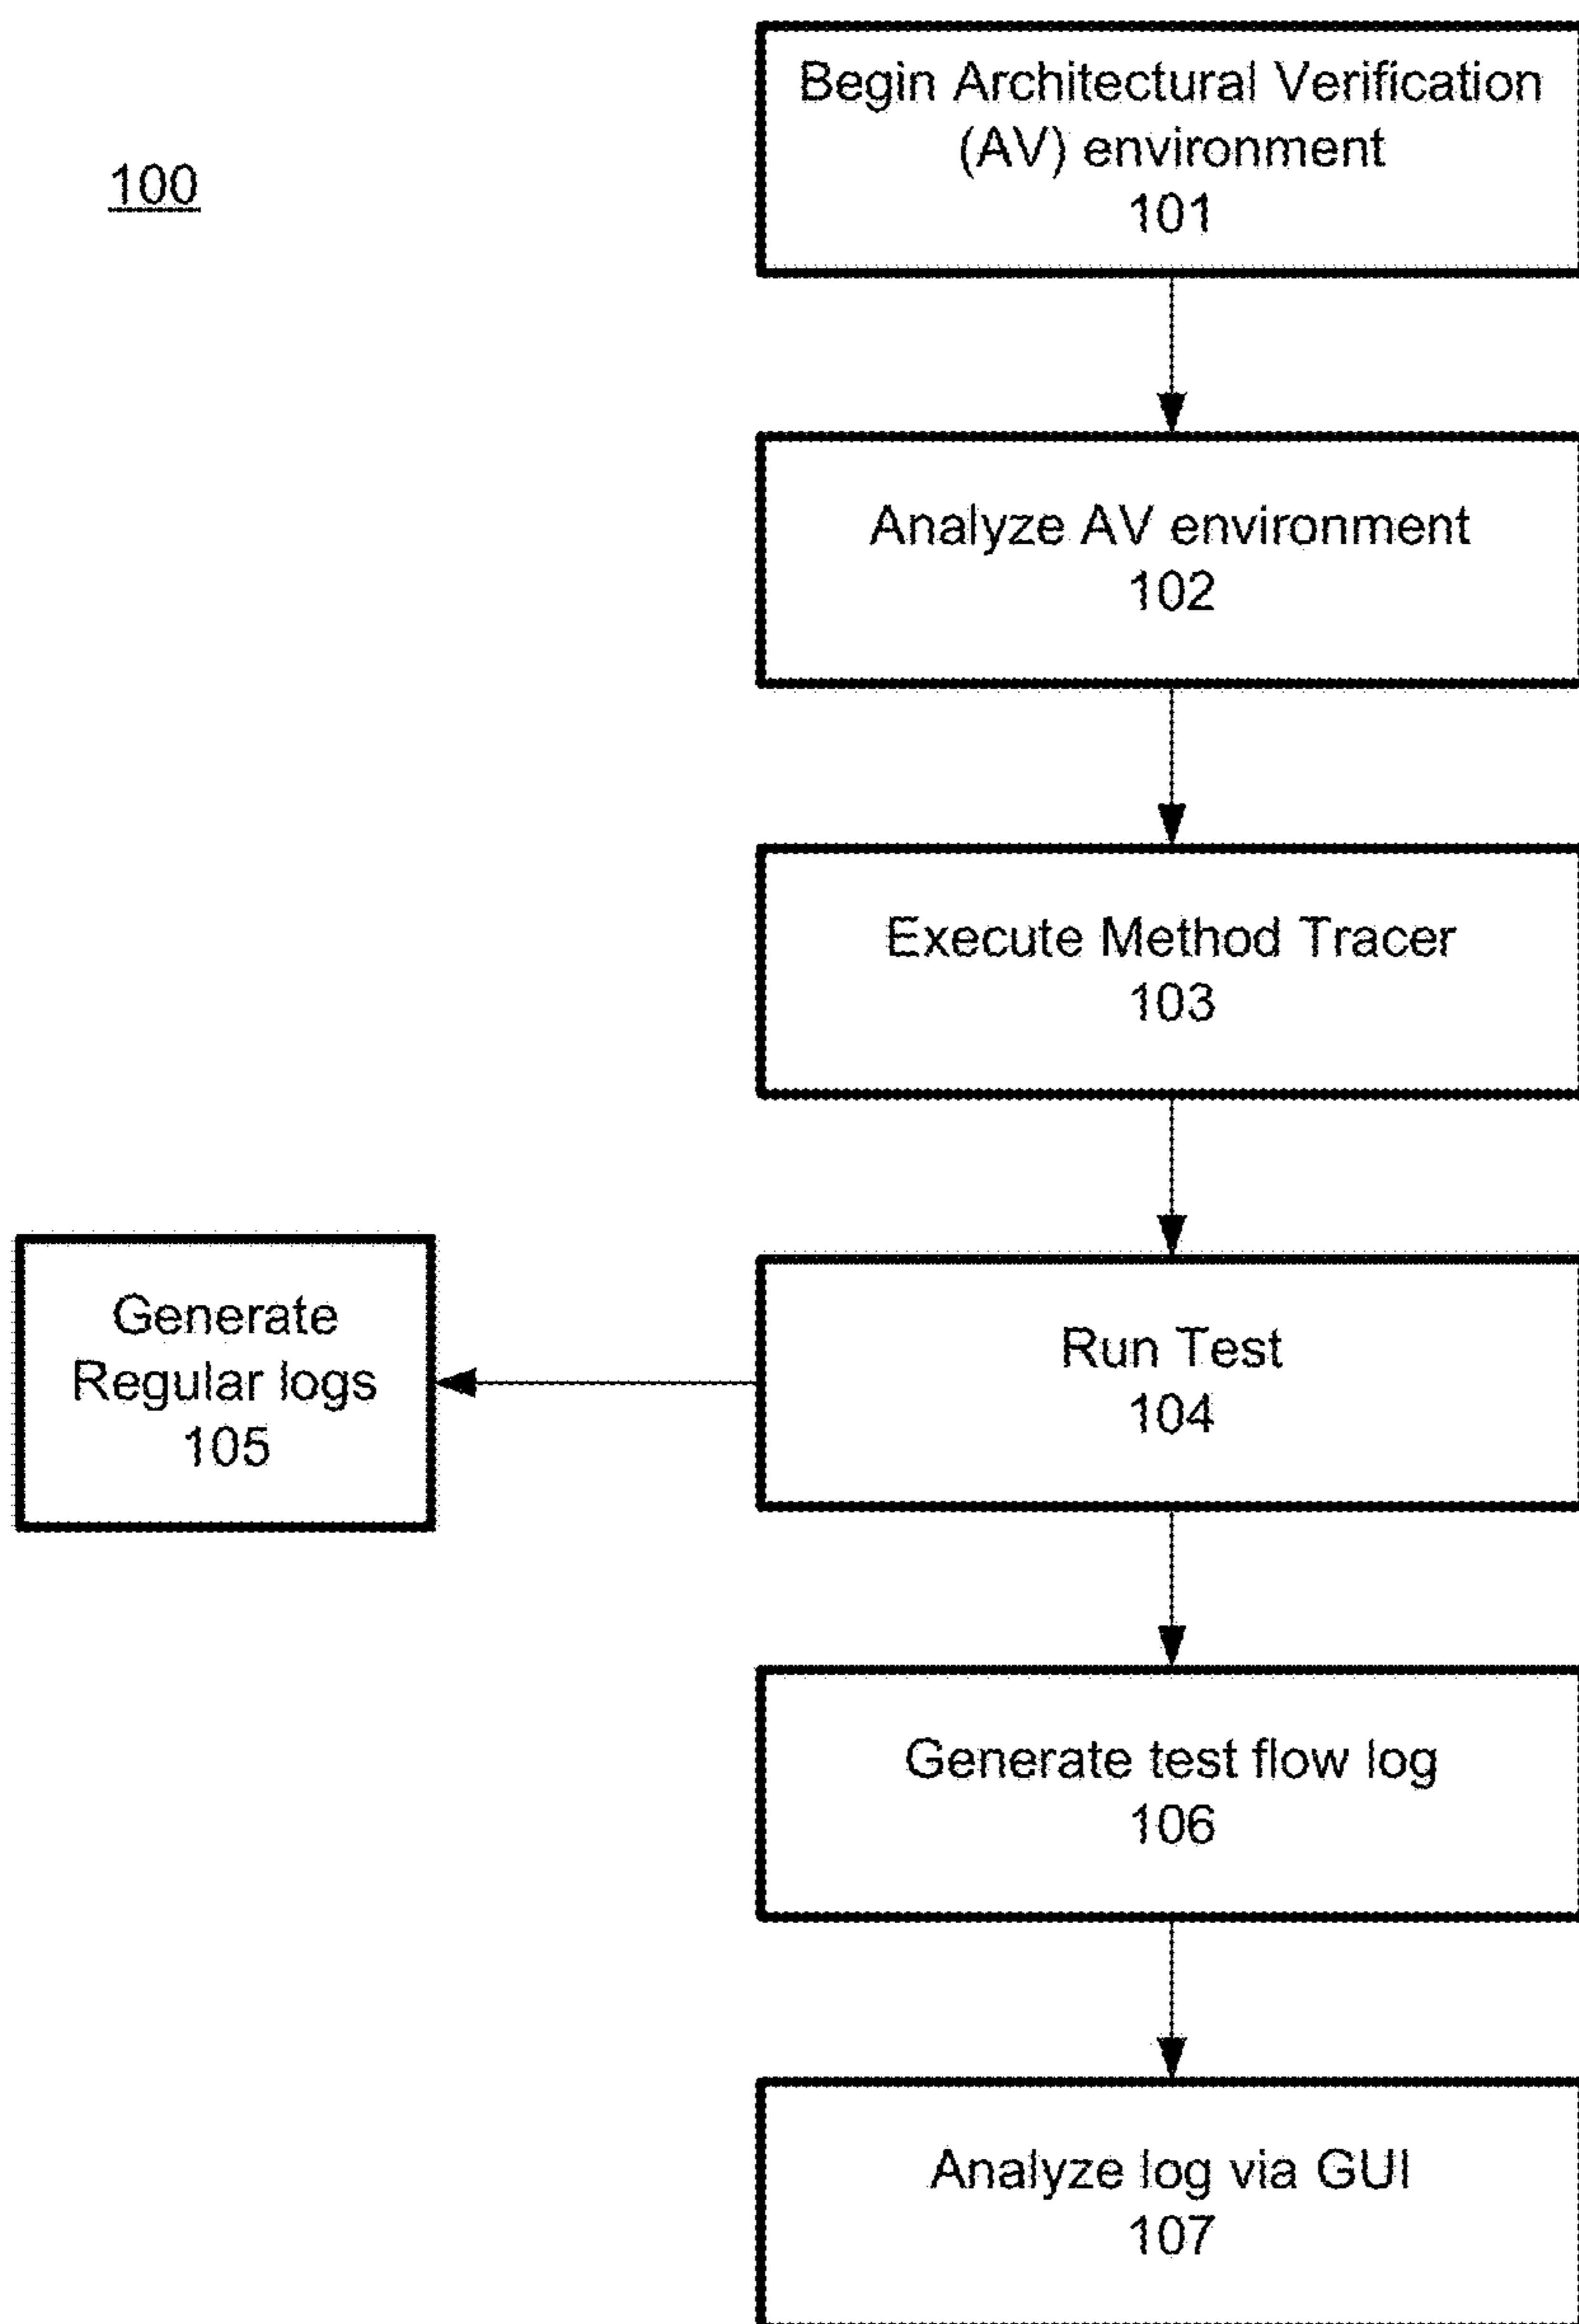 100
Begin Architectural Verification
(AV) environment
101
Analyze AV environment
102
Execute Method Tracer
103
Run Test
104
Generate
Regular logs
105
Generate test flow log
106
Analyze log via GUI
107